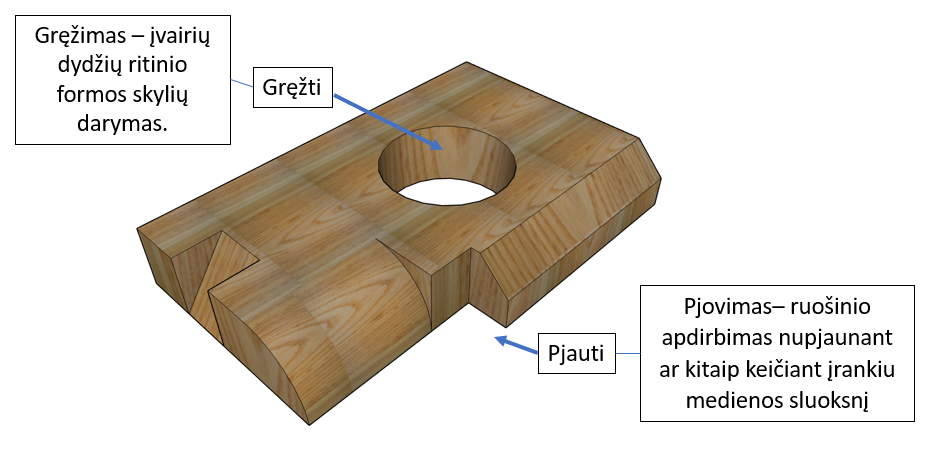 Gręžimas – įvairių
dydžių ritinio
formos skylių
darymas.
Gręžti
Pjauti
Pjovimas– ruošinio
apdirbimas nupjaunant
ar kitaip keičiant įrankiu
medienos sluoksnį